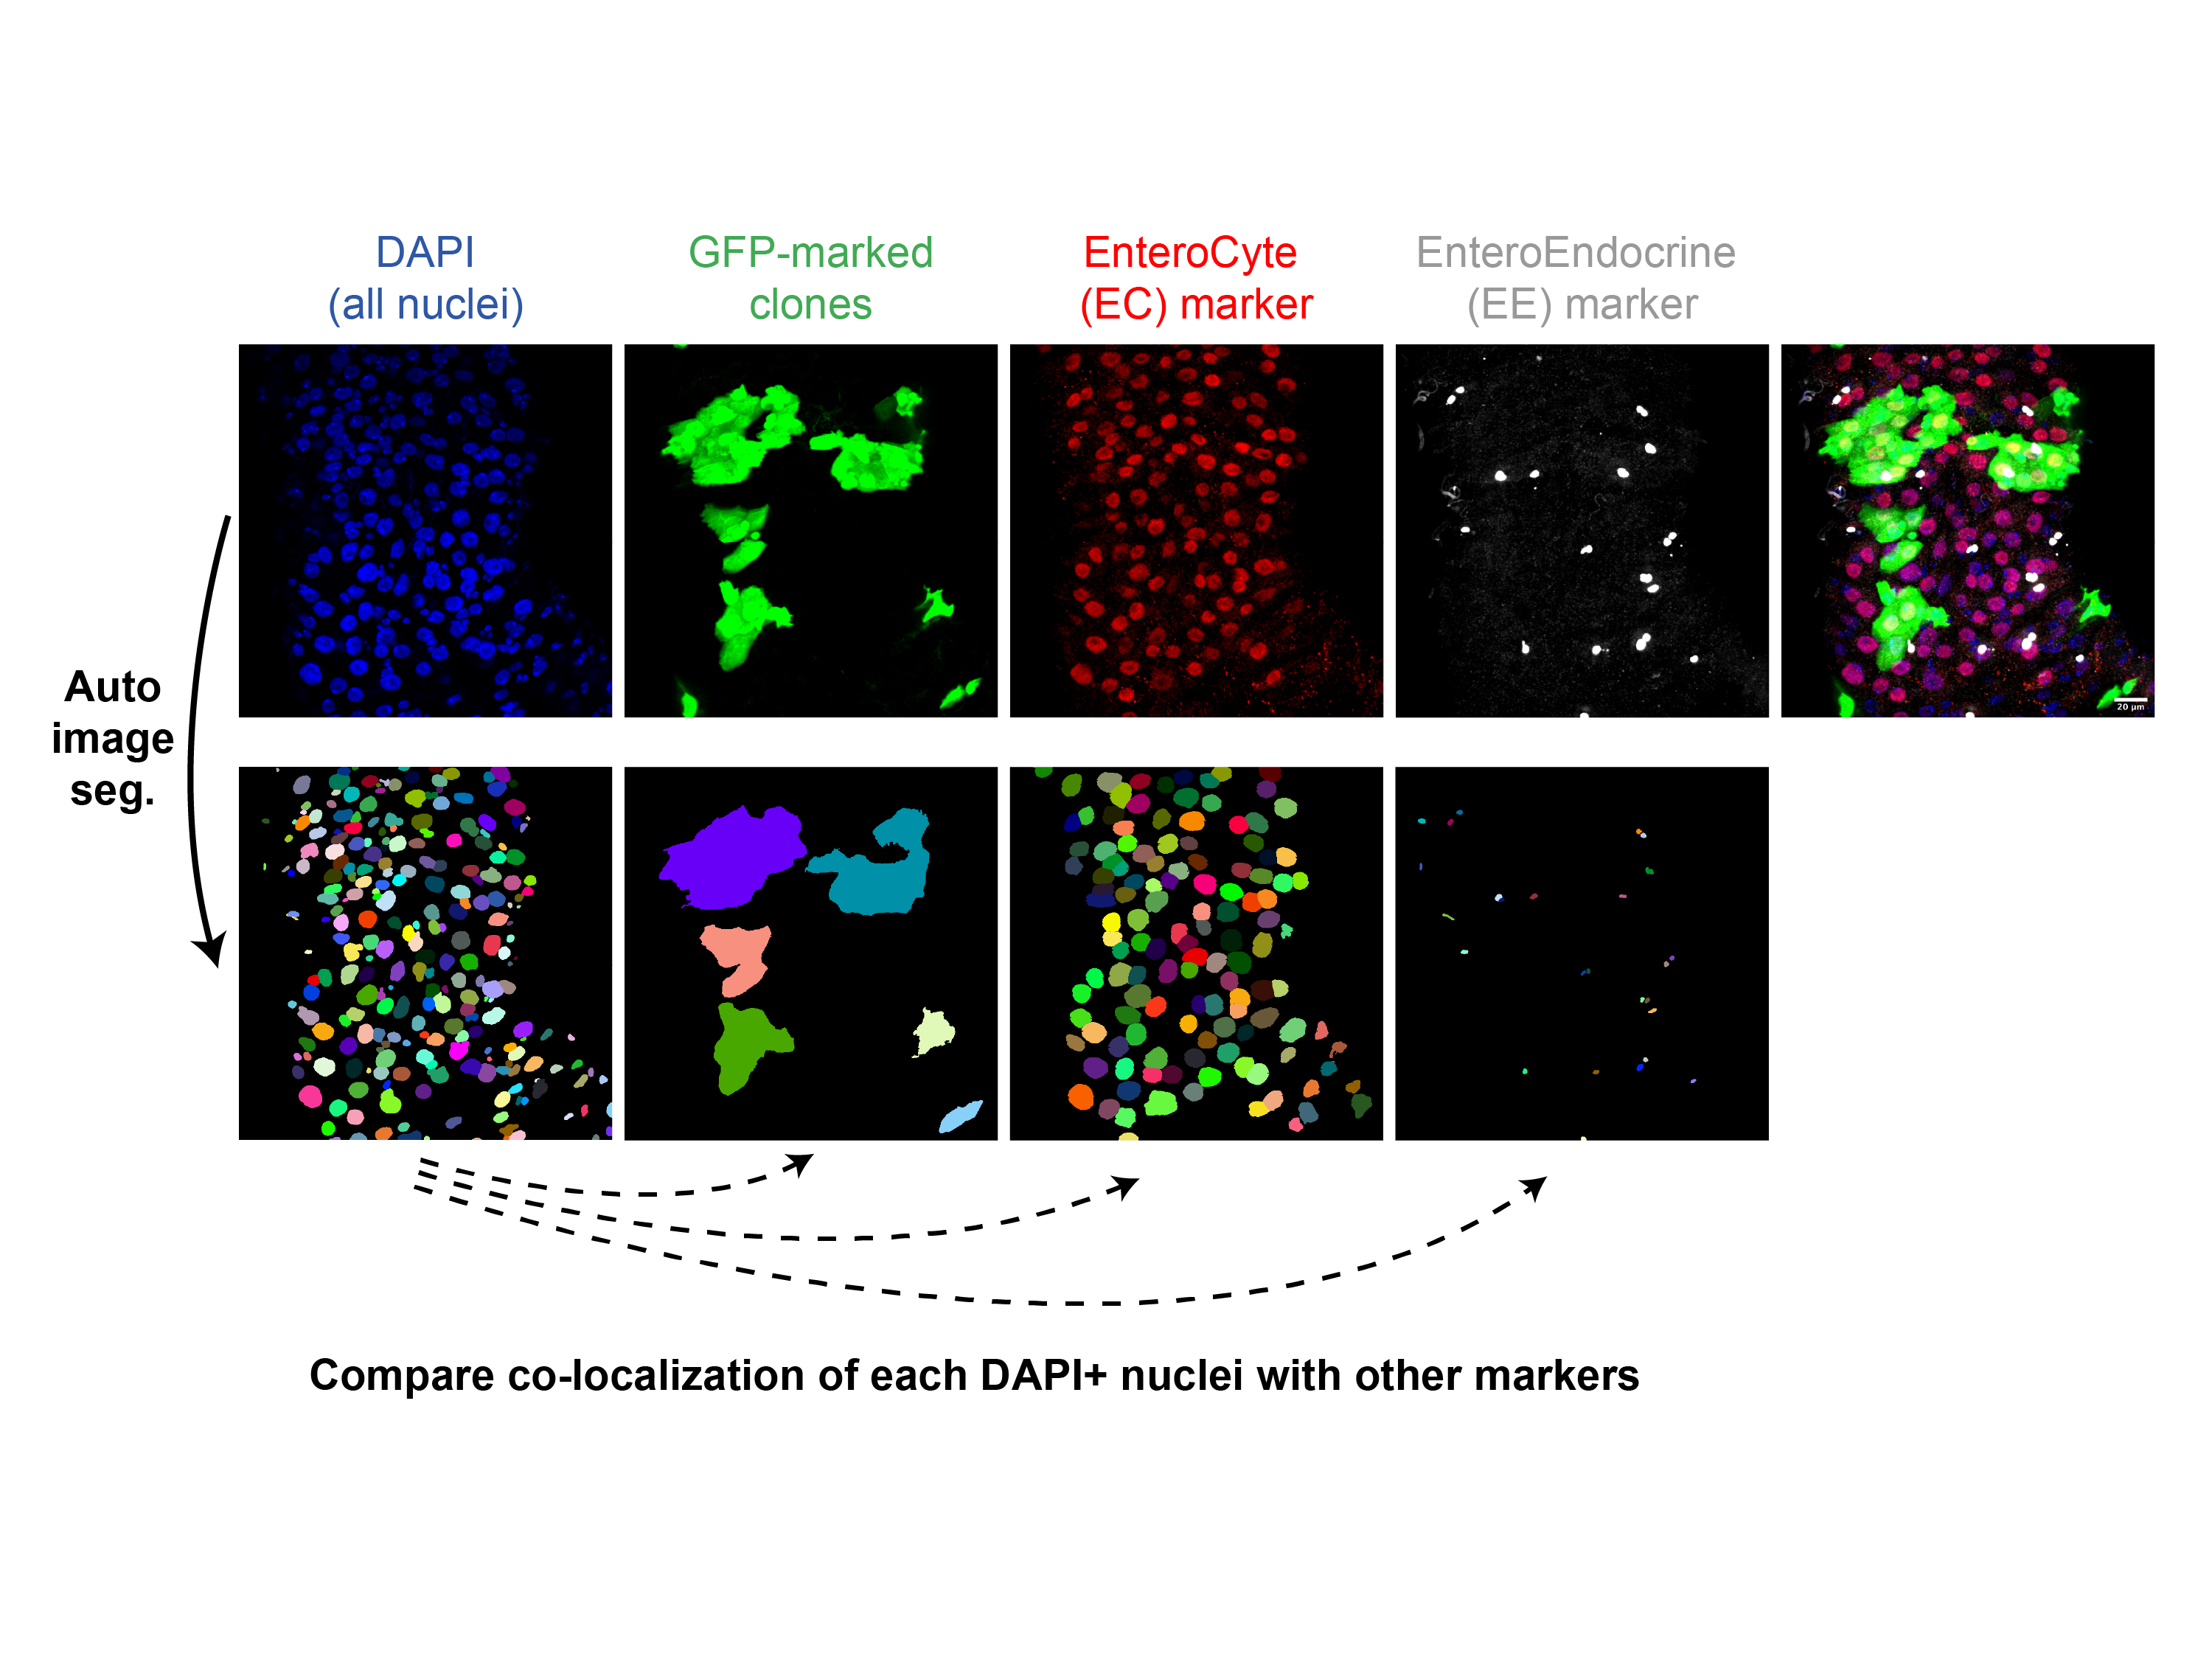 DAPI
(all nuclei)
GFP-marked
clones
EnteroCyte
(EC) marker
EnteroEndocrine
(EE) marker
20 µm
Auto
image
seg.
Compare co-localization of each DAPI+ nuclei with other markers